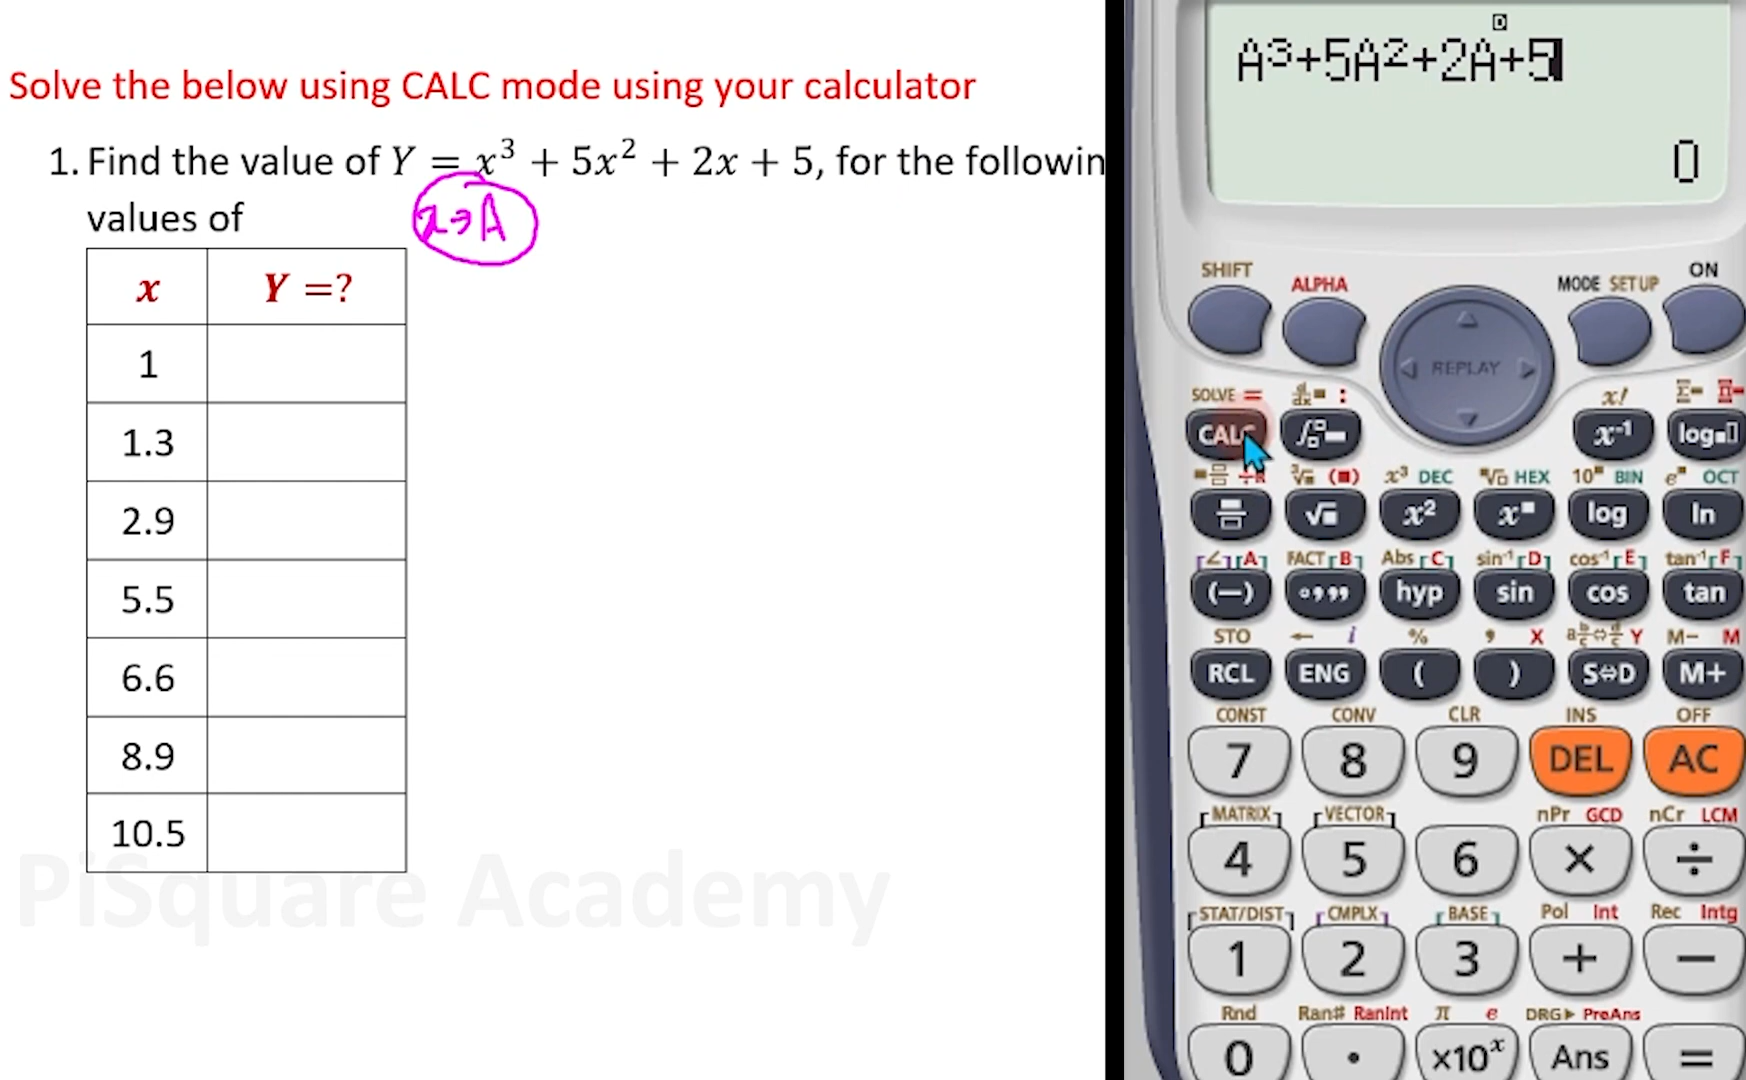 Solve the below using CALC mode using your calculator
1. Find the value of Y = x³ + 5x² + 2x + 5, for the followin
values of
x→A
x Y =?
1
1.3
2.9
5.5
6.6
8.9
10.5
PiSquare Academy
D
A³+5A²+2A+5
0
SHIFT ALPHA MODE SETUP ON
REPLAY
SOLVE = d/dx■ : x! Σ■ Π■
CALC ∫ x⁻¹ log■□
■■/■ ÷R ³√■ (■) x³ DEC ■√□ HEX 10■ BIN e■ OCT
√■ x² x■ log ln
∠ A FACT B Abs C sin⁻¹ D cos⁻¹ E tan⁻¹ F
(−) ° ' '' hyp sin cos tan
STO ← i % , X a b/c⇔d/c Y M− M
RCL ENG ( ) S⇔D M+
CONST CONV CLR INS OFF
7 8 9 DEL AC
MATRIX VECTOR nPr GCD nCr LCM
4 5 6 × ÷
STAT/DIST CMPLX BASE Pol Int Rec Intg
1 2 3 + −
Rnd Ran# RanInt π e DRG▶ PreAns
0 • ×10ˣ Ans =